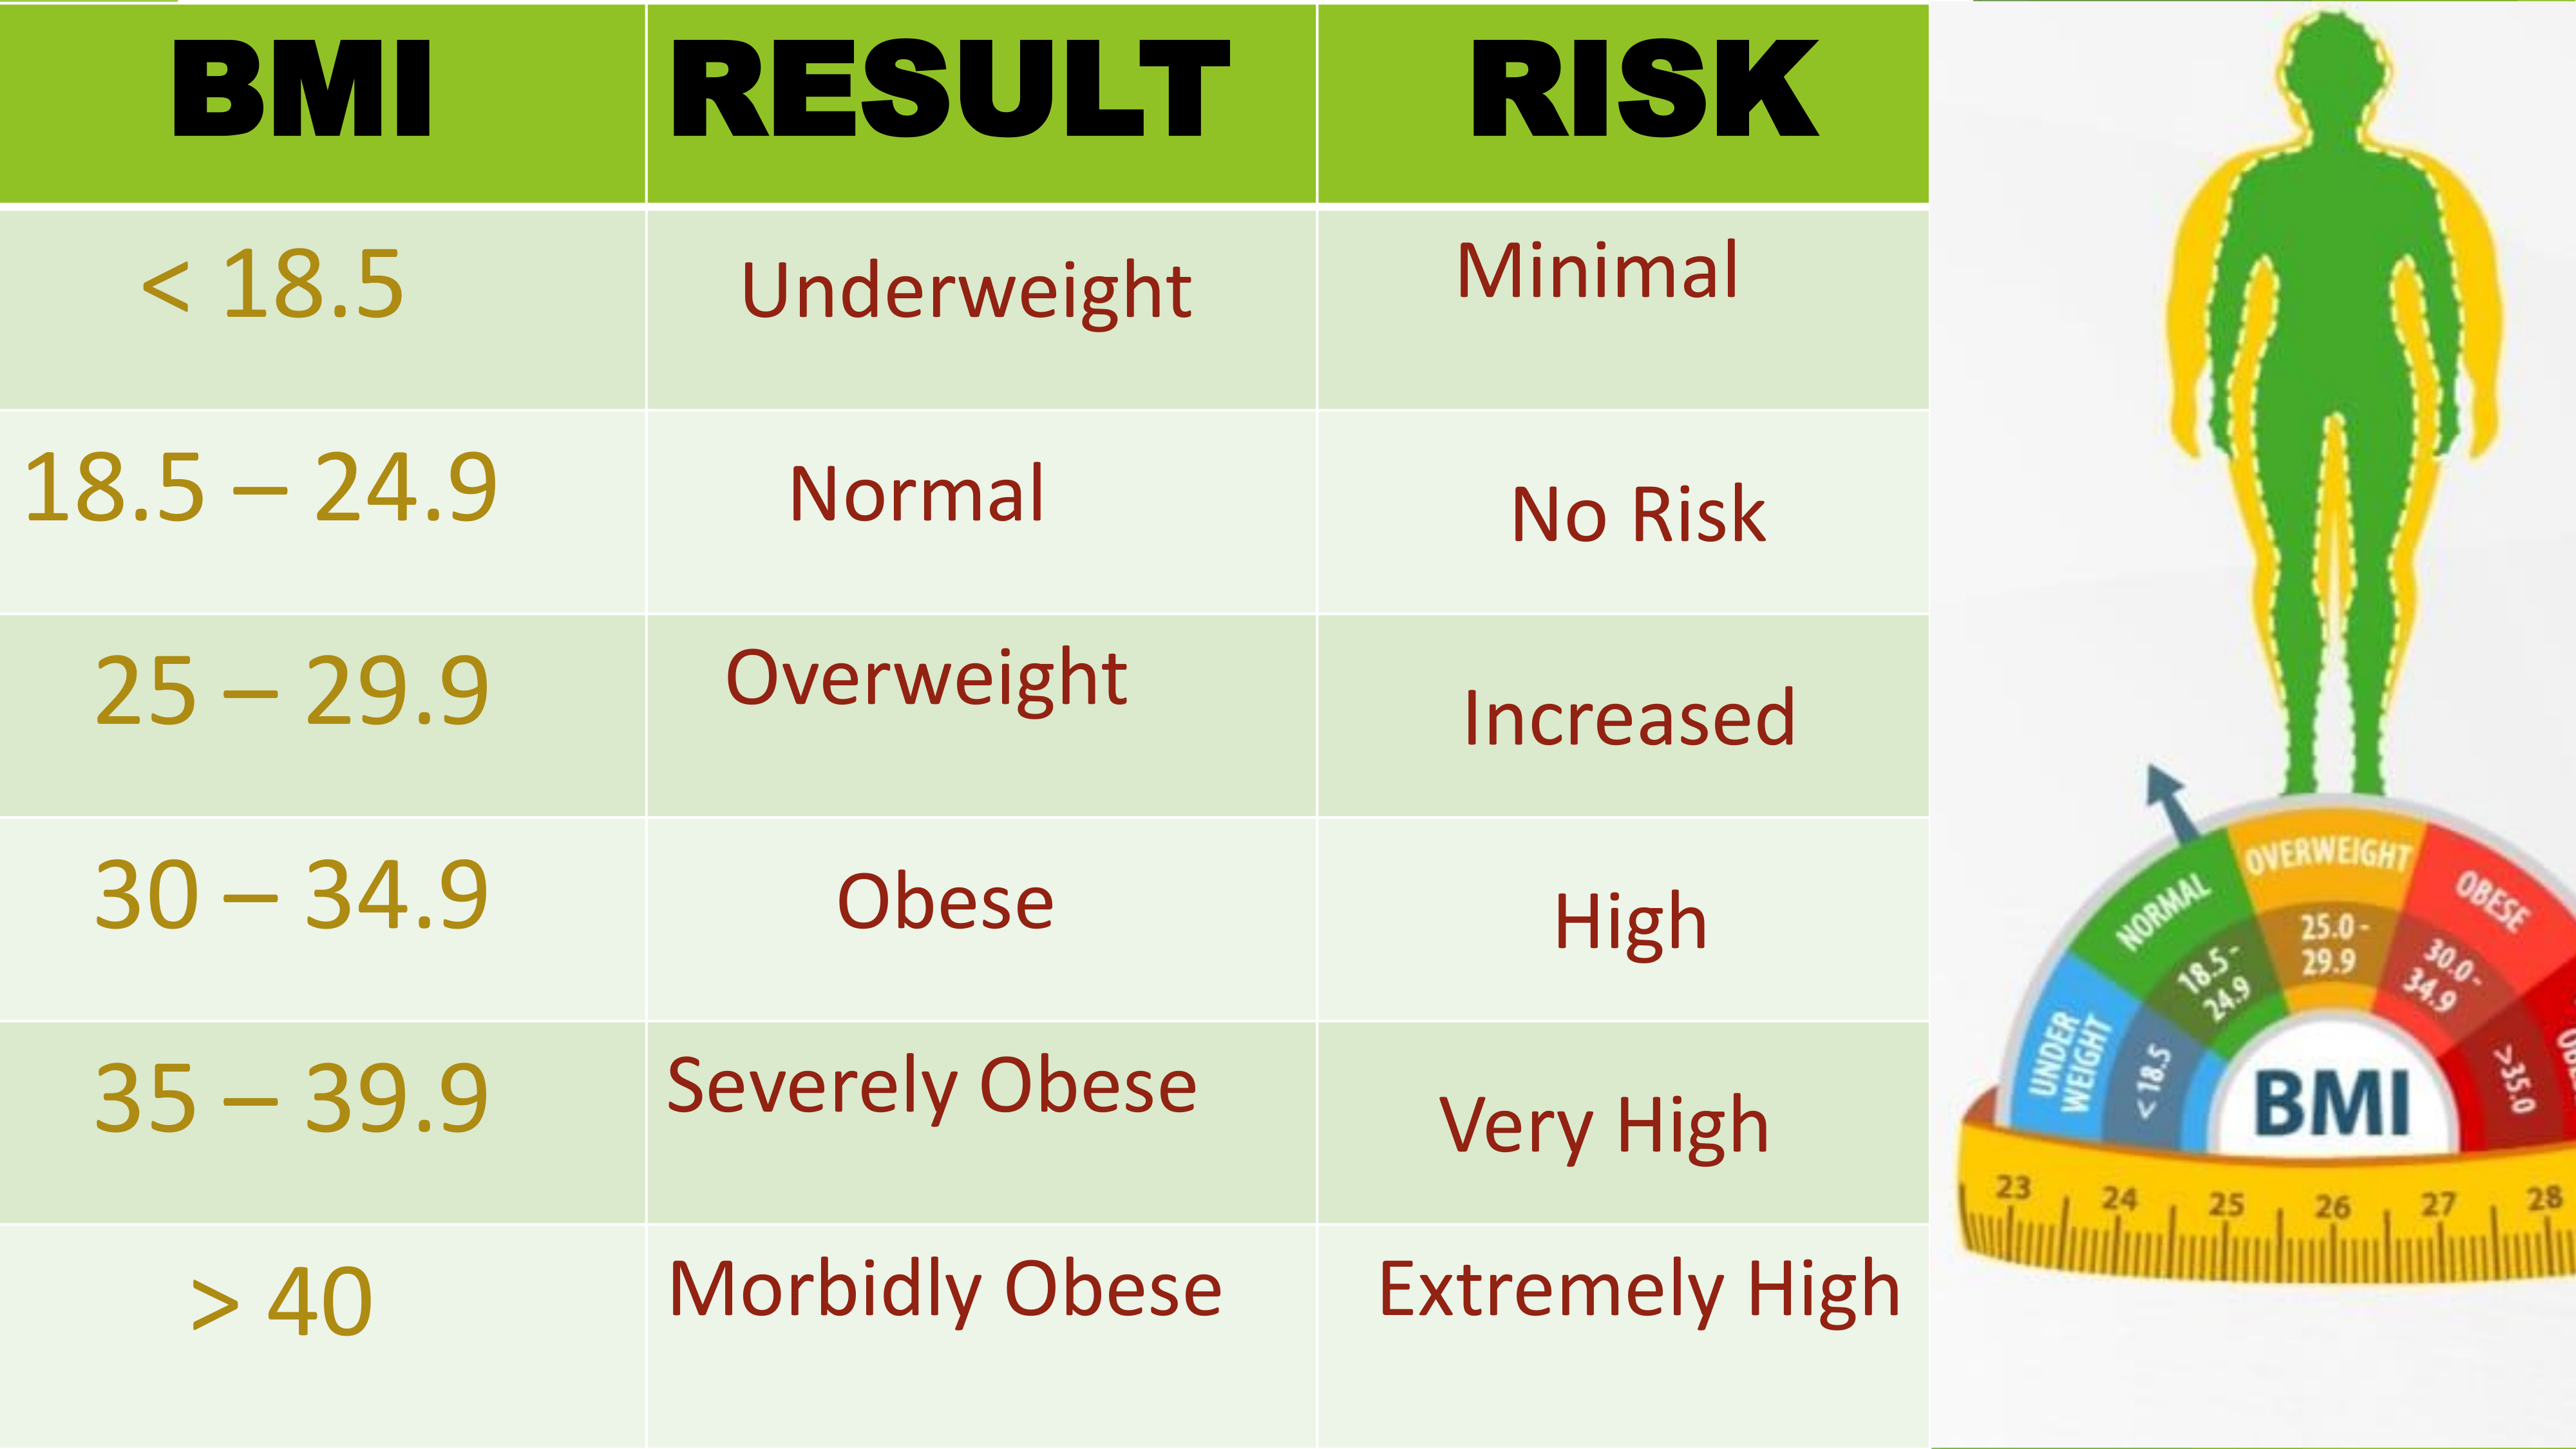 BMI RESULT RISK
< 18.5 Underweight Minimal
18.5 – 24.9 Normal No Risk
25 – 29.9 Overweight Increased
30 – 34.9 Obese High
35 – 39.9 Severely Obese Very High
> 40 Morbidly Obese Extremely High
UNDER
WEIGHT
< 18.5
NORMAL
18.5 -
24.9
OVERWEIGHT
25.0 -
29.9
OBESE
30.0 -
34.9
>35.0
BMI
23 24 25 26 27 28